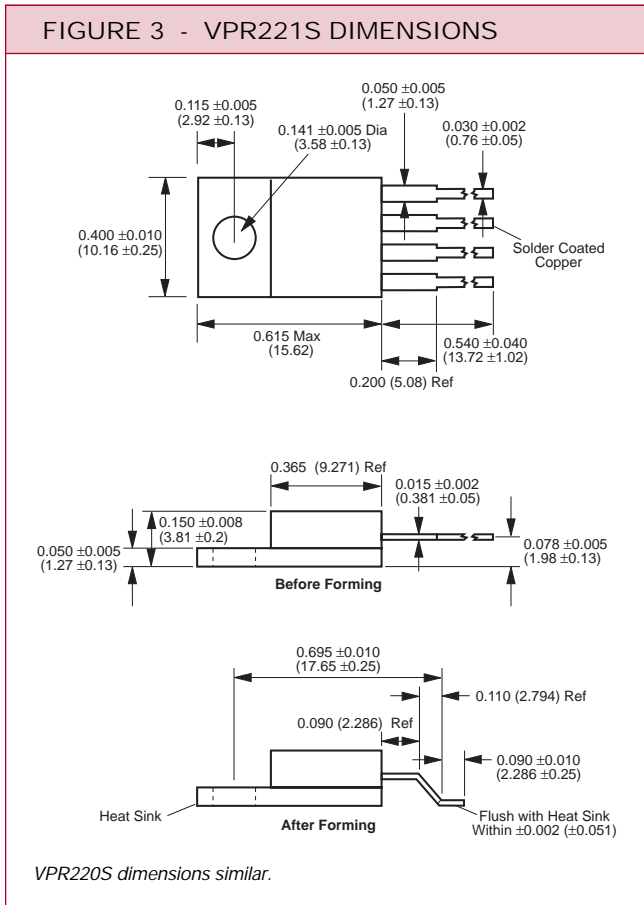 FIGURE 3 - VPR221S DIMENSIONS
0.115 ±0.005
(2.92 ±0.13)
0.141 ±0.005 Dia
(3.58 ±0.13)
0.050 ±0.005
(1.27 ±0.13)
0.030 ±0.002
(0.76 ±0.05)
0.400 ±0.010
(10.16 ±0.25)
Solder Coated
Copper
0.615 Max
(15.62)
0.540 ±0.040
(13.72 ±1.02)
0.200 (5.08) Ref
0.365 (9.271) Ref
0.015 ±0.002
(0.381 ±0.05)
0.150 ±0.008
(3.81 ±0.2)
0.050 ±0.005
(1.27 ±0.13)
0.078 ±0.005
(1.98 ±0.13)
Before Forming
0.695 ±0.010
(17.65 ±0.25)
0.110 (2.794) Ref
0.090 (2.286) Ref
0.090 ±0.010
(2.286 ±0.25)
Heat Sink
After Forming
Flush with Heat Sink
Within ±0.002 (±0.051)
VPR220S dimensions similar.